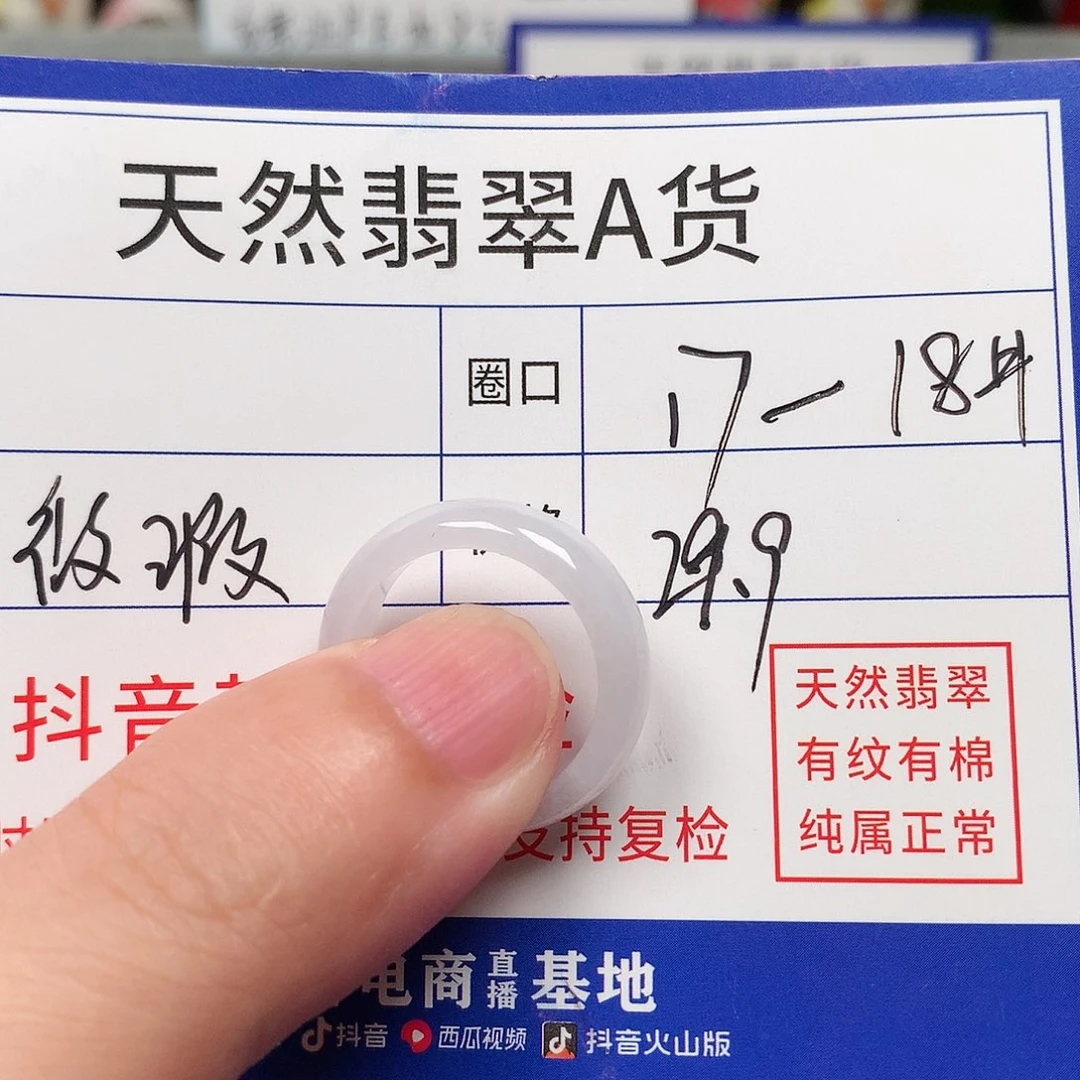 天然翡翠A货
圈口
17-18#
微瑕
29.9
抖音
天然翡翠
有纹有棉
纯属正常
支持复检
电商直播基地
抖音 西瓜视频 抖音火山版